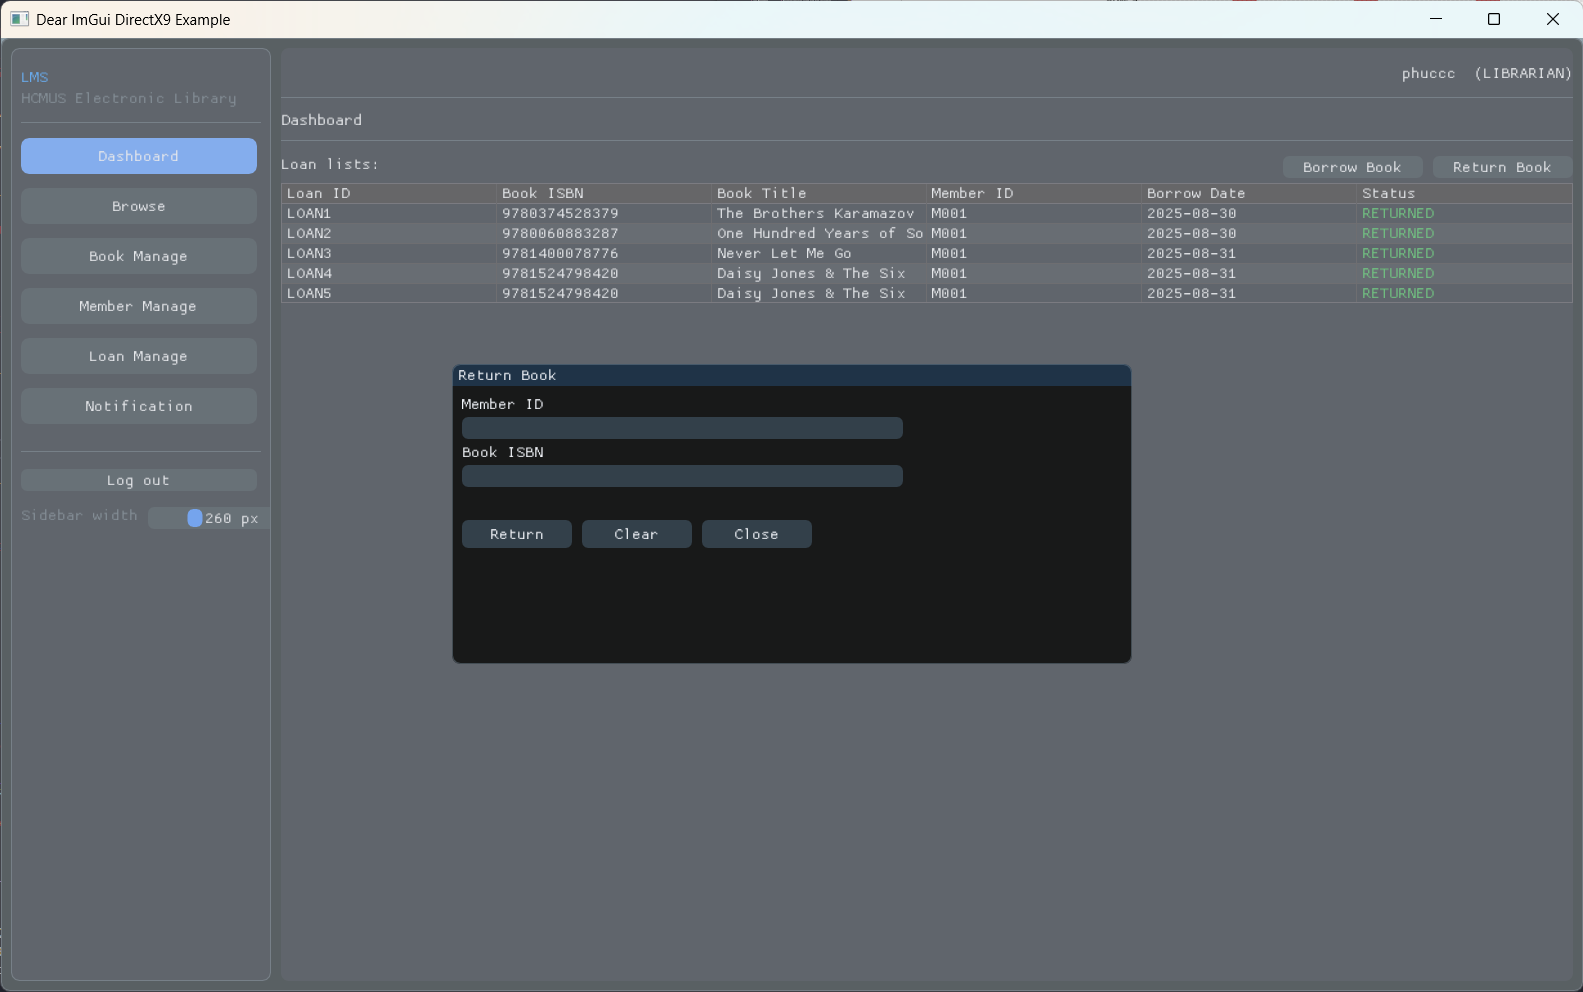 Dear ImGui DirectX9 Example
LMS
HCMUS Electronic Library
Dashboard
Browse
Book Manage
Member Manage
Loan Manage
Notification
Log out
Sidebar width 260 px
phuccc (LIBRARIAN)
Dashboard
Loan lists:
Borrow Book Return Book
Loan ID Book ISBN Book Title Member ID Borrow Date Status
LOAN1 9780374528379 The Brothers Karamazov M001 2025-08-30 RETURNED
LOAN2 9780060883287 One Hundred Years of So M001 2025-08-30 RETURNED
LOAN3 9781400078776 Never Let Me Go M001 2025-08-31 RETURNED
LOAN4 9781524798420 Daisy Jones & The Six M001 2025-08-31 RETURNED
LOAN5 9781524798420 Daisy Jones & The Six M001 2025-08-31 RETURNED
Return Book
Member ID
Book ISBN
Return Clear Close